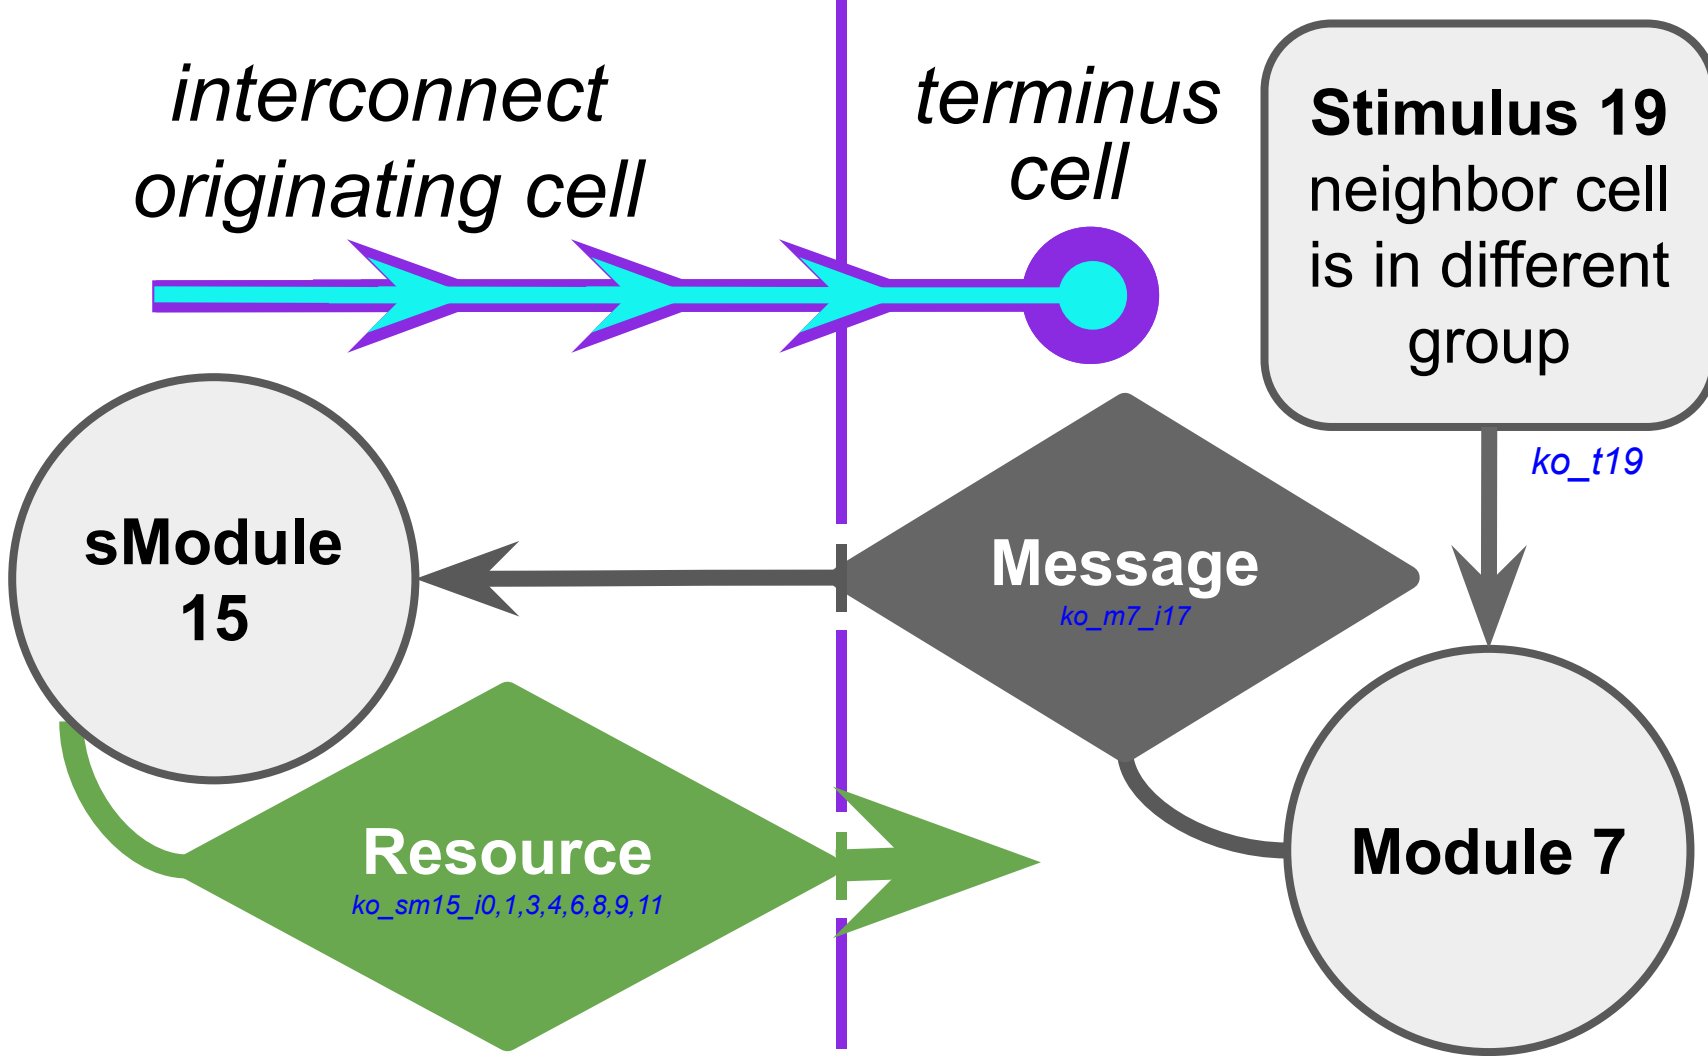 interconnect
originating cell
terminus
cell
Stimulus 19
neighbor cell
is in different
group
ko_t19
sModule
15
Message
ko_m7_i17
Resource
ko_sm15_i0,1,3,4,6,8,9,11
Module 7